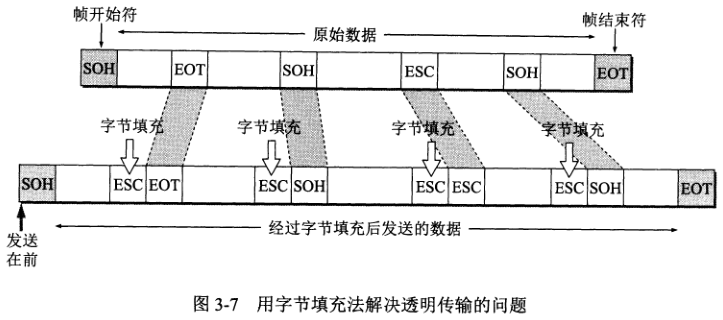 帧开始符
原始数据
帧结束符
SOH EOT SOH ESC SOH EOT
字节填充 字节填充 字节填充 字节填充
SOH ESC EOT ESC SOH ESC ESC ESC SOH EOT
发送
在前
经过字节填充后发送的数据
图 3-7 用字节填充法解决透明传输的问题